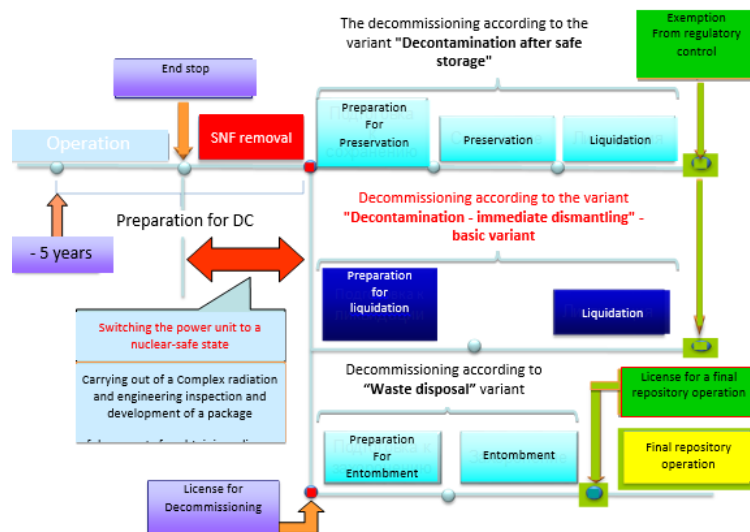 The decommissioning according to the
variant "Decontamination after safe
storage"
Exemption
From regulatory
control
End stop
Operation
SNF removal
Preparation
For
Preservation
Preservation
Liquidation
Preparation for DC
- 5 years
Decommissioning according to the variant
"Decontamination - immediate dismantling" -
basic variant
Preparation
for
liquidation
Liquidation
Switching the power unit to a
nuclear-safe state
Carrying out of a Complex radiation
and engineering inspection and
development of a package
Decommissioning according to
“Waste disposal” variant
License for a final
repository operation
Preparation
For
Entombment
Entombment
Final repository
operation
License for
Decommissioning